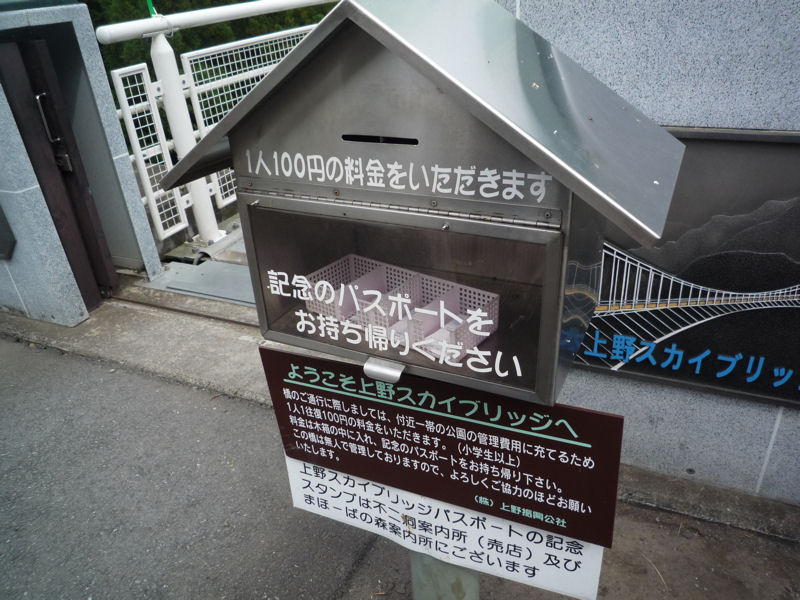 1人100円の料金をいただきます
記念のパスポートを
お持ち帰りください
上野スカイブリッジ
ようこそ上野スカイブリッジへ
橋のご通行に際しましては、付近一帯の公園の管理費用に充てるため
1人1往復100円の料金をいただきます。(小学生以上)
料金は木箱の中に入れ、記念のパスポートをお持ち帰り下さい。
この橋は無人で管理しておりますので、よろしくご協力のほどお願い
いたします。
(株)上野振興公社
上野スカイブリッジパスポートの記念
スタンプは不二洞案内所(売店)及び
まほーばの森案内所にございます